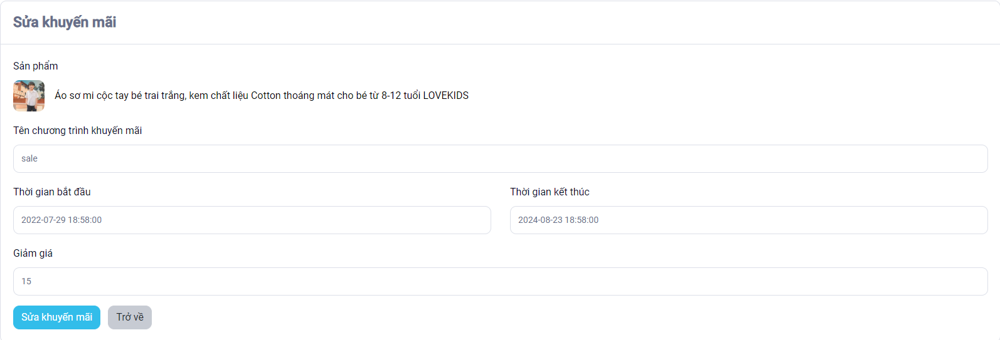 Sửa khuyến mãi
Sản phẩm
Áo sơ mi cộc tay bé trai trắng, kem chất liệu Cotton thoáng mát cho bé từ 8-12 tuổi LOVEKIDS
Tên chương trình khuyến mãi
sale
Thời gian bắt đầu
Thời gian kết thúc
2022-07-29 18:58:00
2024-08-23 18:58:00
Giảm giá
15
Sửa khuyến mãi
Trở về